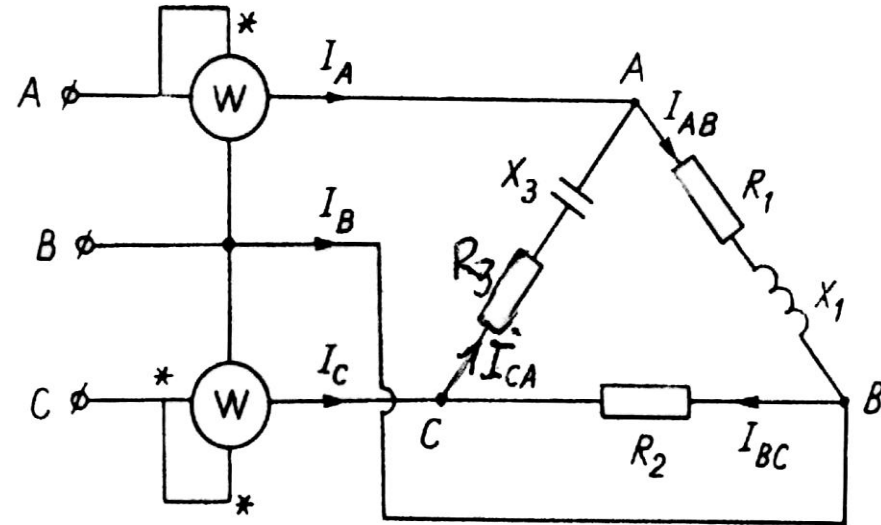 *
W
A
I_A
A
I_AB
X_3
R_1
B
I_B
R_3
X_1
I_CA
*
C
W
I_C
C
R_2
I_BC
B
*